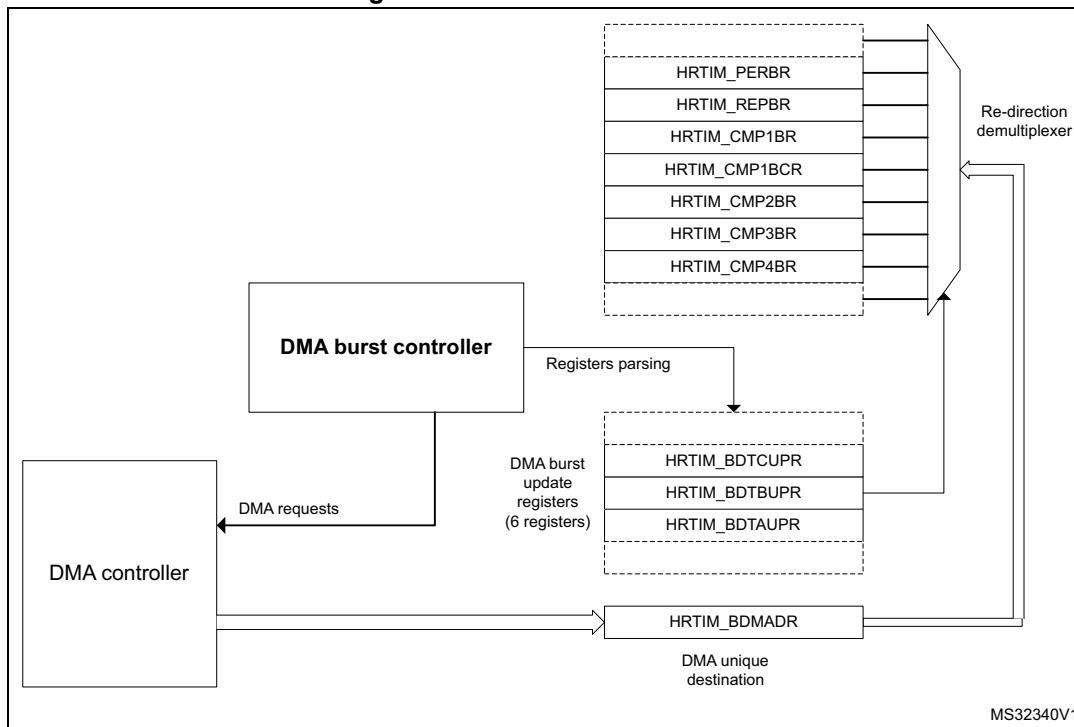 HRTIM_PERBR
HRTIM_REPBR
HRTIM_CMP1BR
HRTIM_CMP1BCR
HRTIM_CMP2BR
HRTIM_CMP3BR
HRTIM_CMP4BR
Re-direction
demultiplexer
DMA burst controller
Registers parsing
DMA burst
update
registers
(6 registers)
HRTIM_BDTCUPR
HRTIM_BDTBUPR
HRTIM_BDTAUPR
DMA requests
DMA controller
HRTIM_BDMADR
DMA unique
destination
MS32340V1